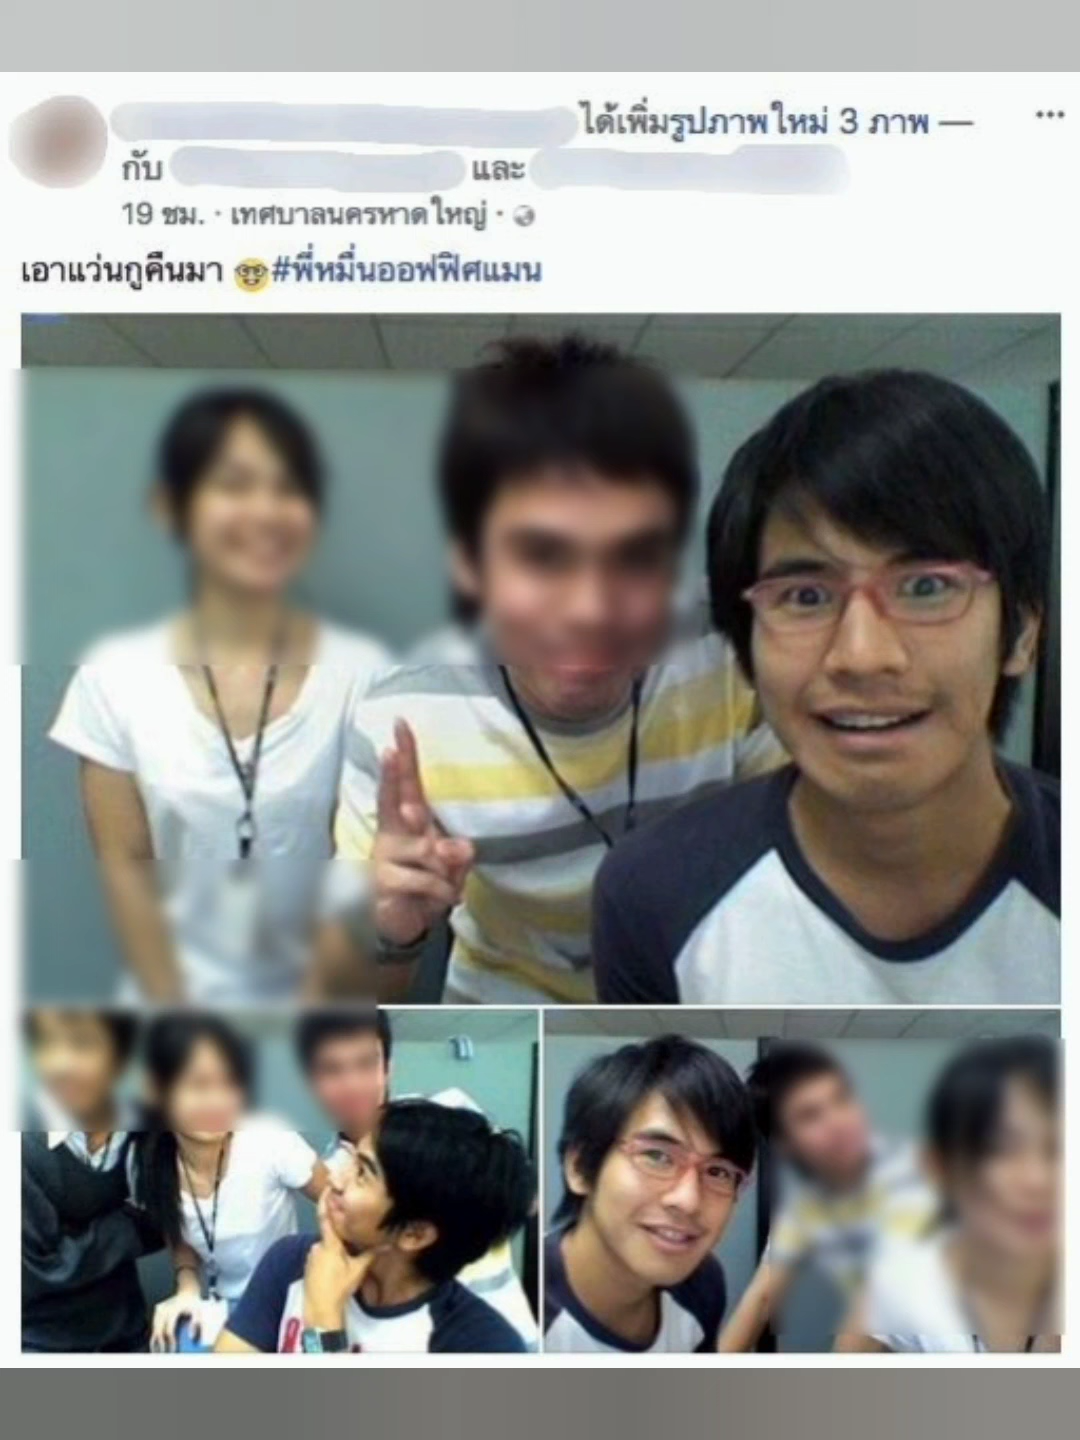 ได้เพิ่มรูปภาพใหม่ 3 ภาพ —
กับ และ
19 ชม. · เทศบาลนครหาดใหญ่ ·
เอาแว่นกูคืนมา 🤓 #พี่หมื่นออฟฟิศแมน